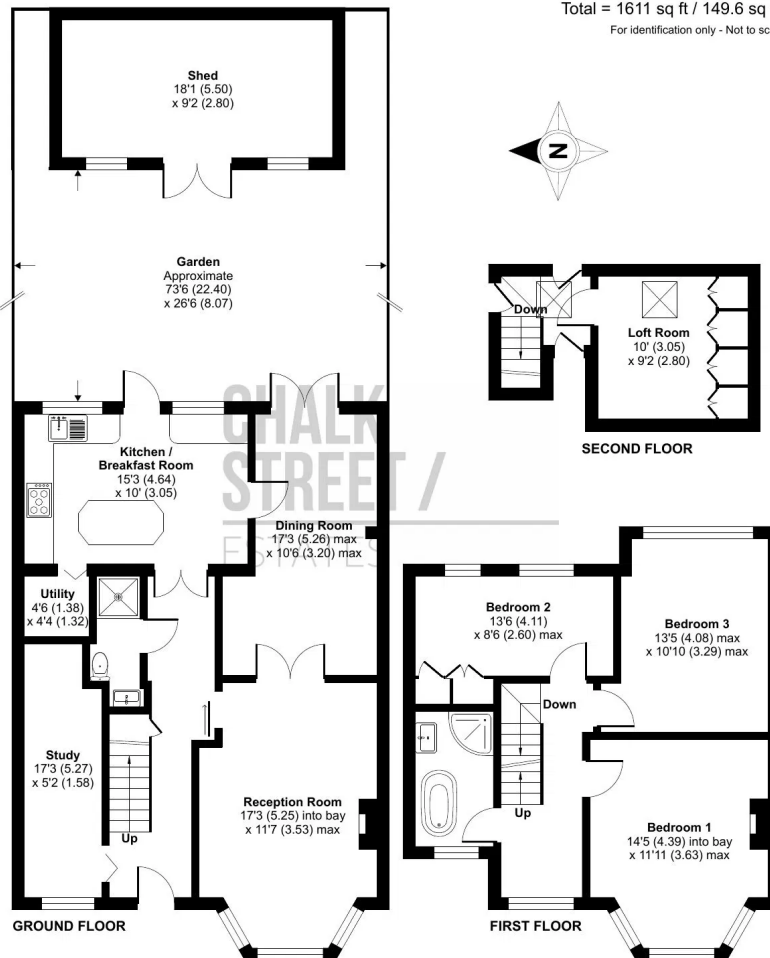 Total = 1611 sq ft / 149.6 sq
For identification only - Not to sc
Shed
18'1 (5.50)
x 9'2 (2.80)
N
Garden
Approximate
73'6 (22.40)
x 26'6 (8.07)
Down
Loft Room
10' (3.05)
x 9'2 (2.80)
SECOND FLOOR
CHALK
STREET /
ESTATES
Kitchen /
Breakfast Room
15'3 (4.64)
x 10' (3.05)
Dining Room
17'3 (5.26) max
x 10'6 (3.20) max
Utility
4'6 (1.38)
x 4'4 (1.32)
Study
17'3 (5.27)
x 5'2 (1.58)
Up
Reception Room
17'3 (5.25) into bay
x 11'7 (3.53) max
GROUND FLOOR
Bedroom 2
13'6 (4.11)
x 8'6 (2.60) max
Bedroom 3
13'5 (4.08) max
x 10'10 (3.29) max
Down
Up
Bedroom 1
14'5 (4.39) into bay
x 11'11 (3.63) max
FIRST FLOOR